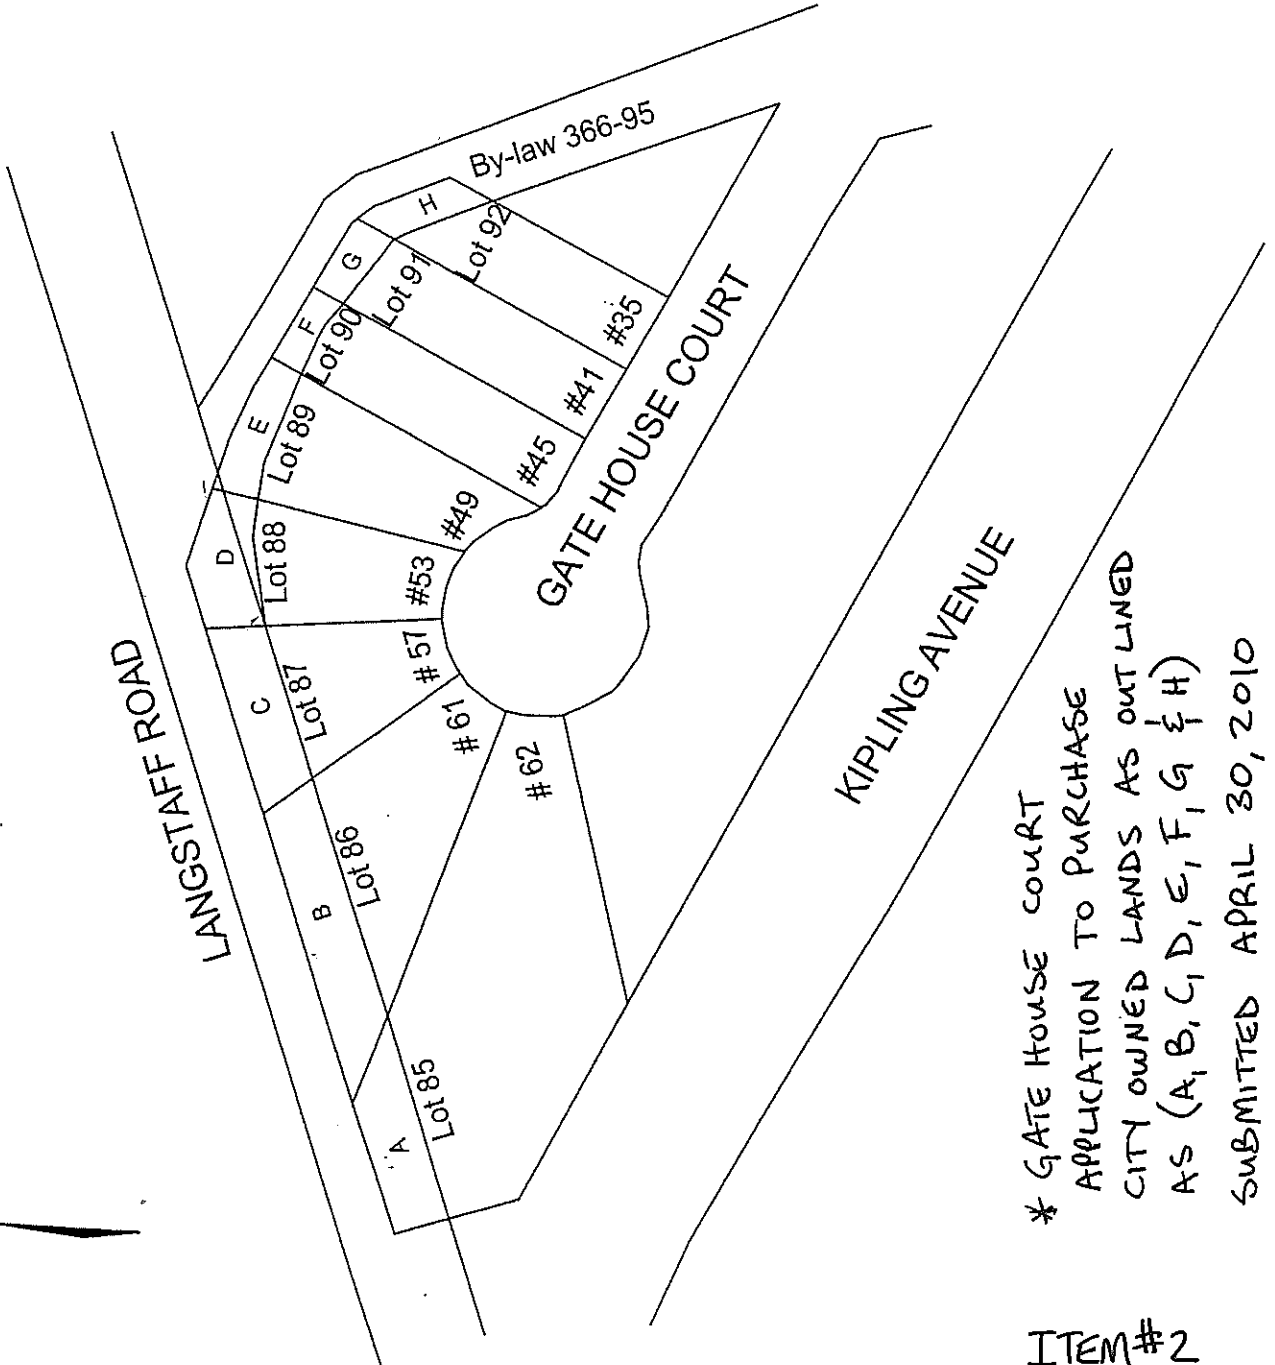 LANGSTAFF ROAD
By-law 366-95
A
B
C
D
E
F
G
H
Lot 85
Lot 86
Lot 87
Lot 88
Lot 89
Lot 90
Lot 91
Lot 92
# 62
# 61
# 57
#53
#49
#45
#41
#35
GATE HOUSE COURT
KIPLING AVENUE
* GATE HOUSE COURT
APPLICATION TO PURCHASE
CITY OWNED LANDS AS OUTLINED
AS (A, B, C, D, E, F, G & H)
SUBMITTED APRIL 30, 2010
ITEM #2